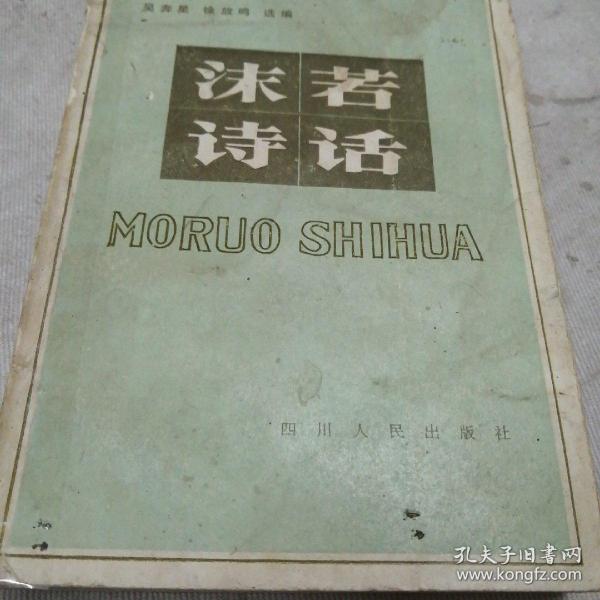 吴奔星 徐放鸣 选编
沫若
诗话
MORUO SHIHUA
四川人民出版社
孔夫子旧书网
www.kongfz.com